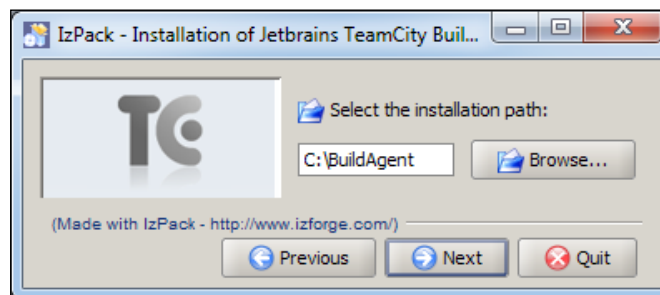 IzPack - Installation of Jetbrains TeamCity Buil...
TC
Select the installation path:
C:\BuildAgent
Browse...
(Made with IzPack - http://www.izforge.com/)
Previous
Next
Quit